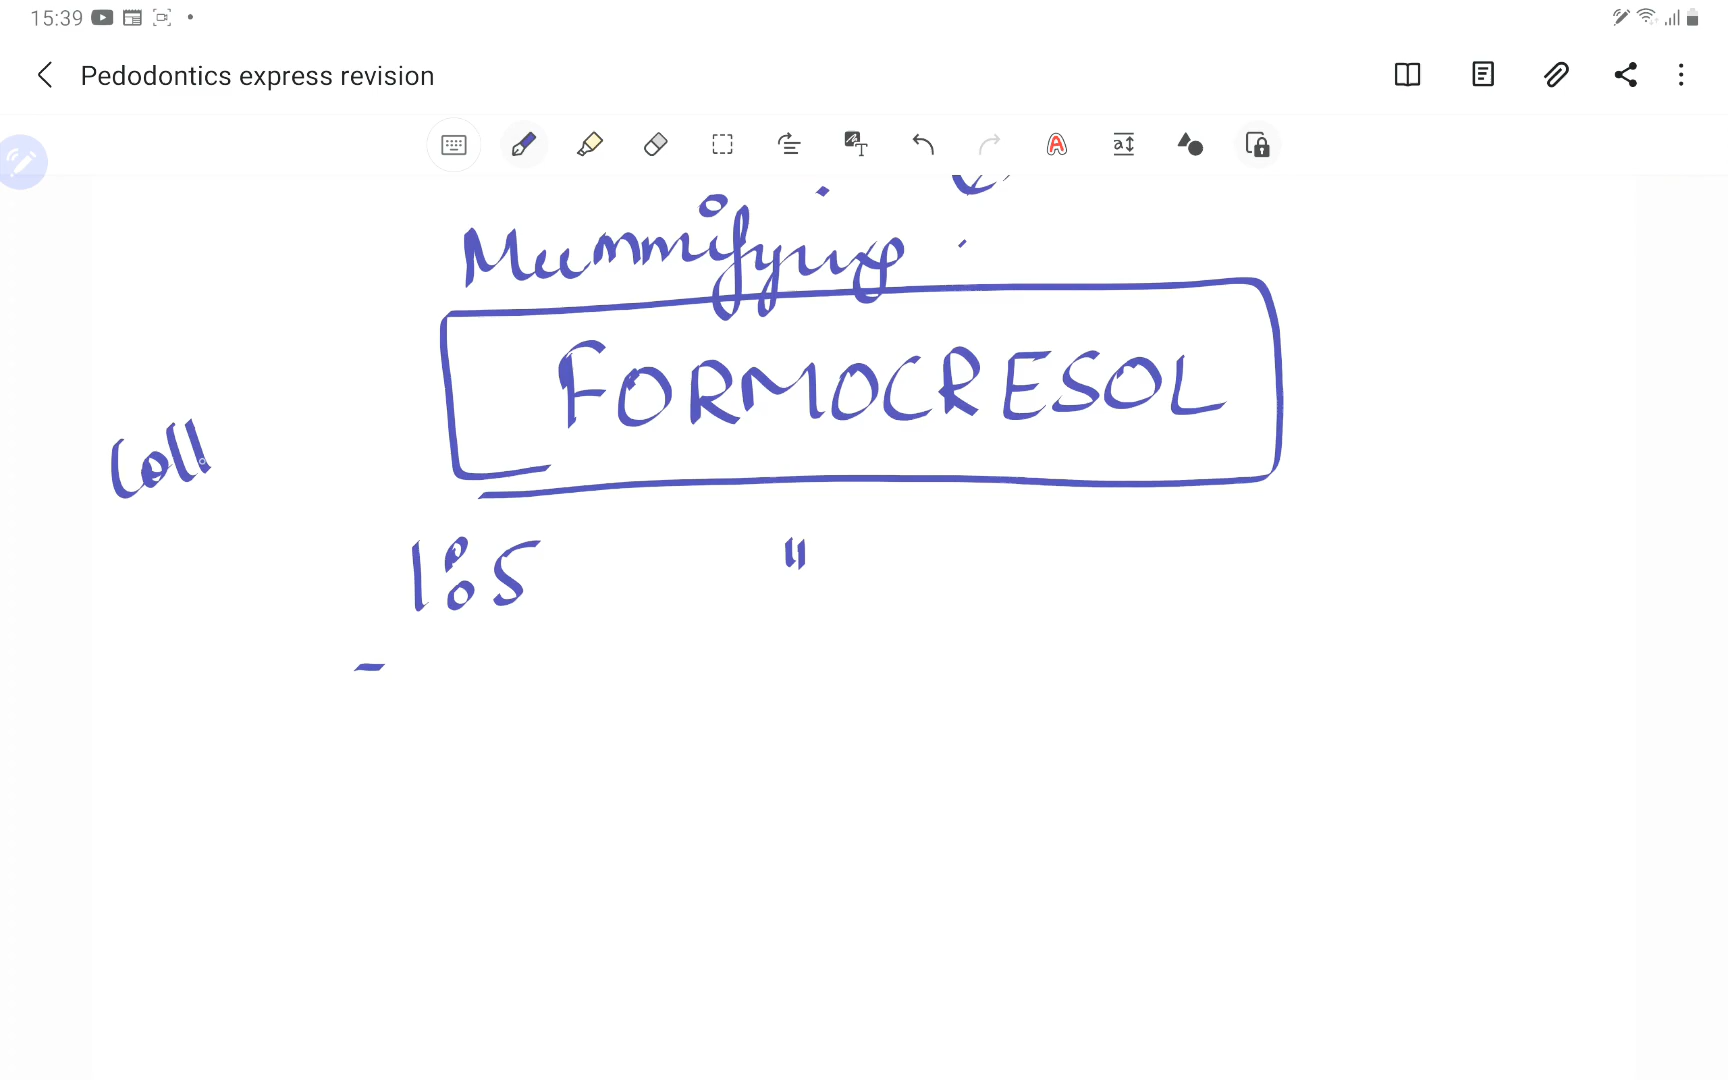 15:39
Pedodontics express revision
Mummifying
FORMOCRESOL
Coll
1:5 "
-